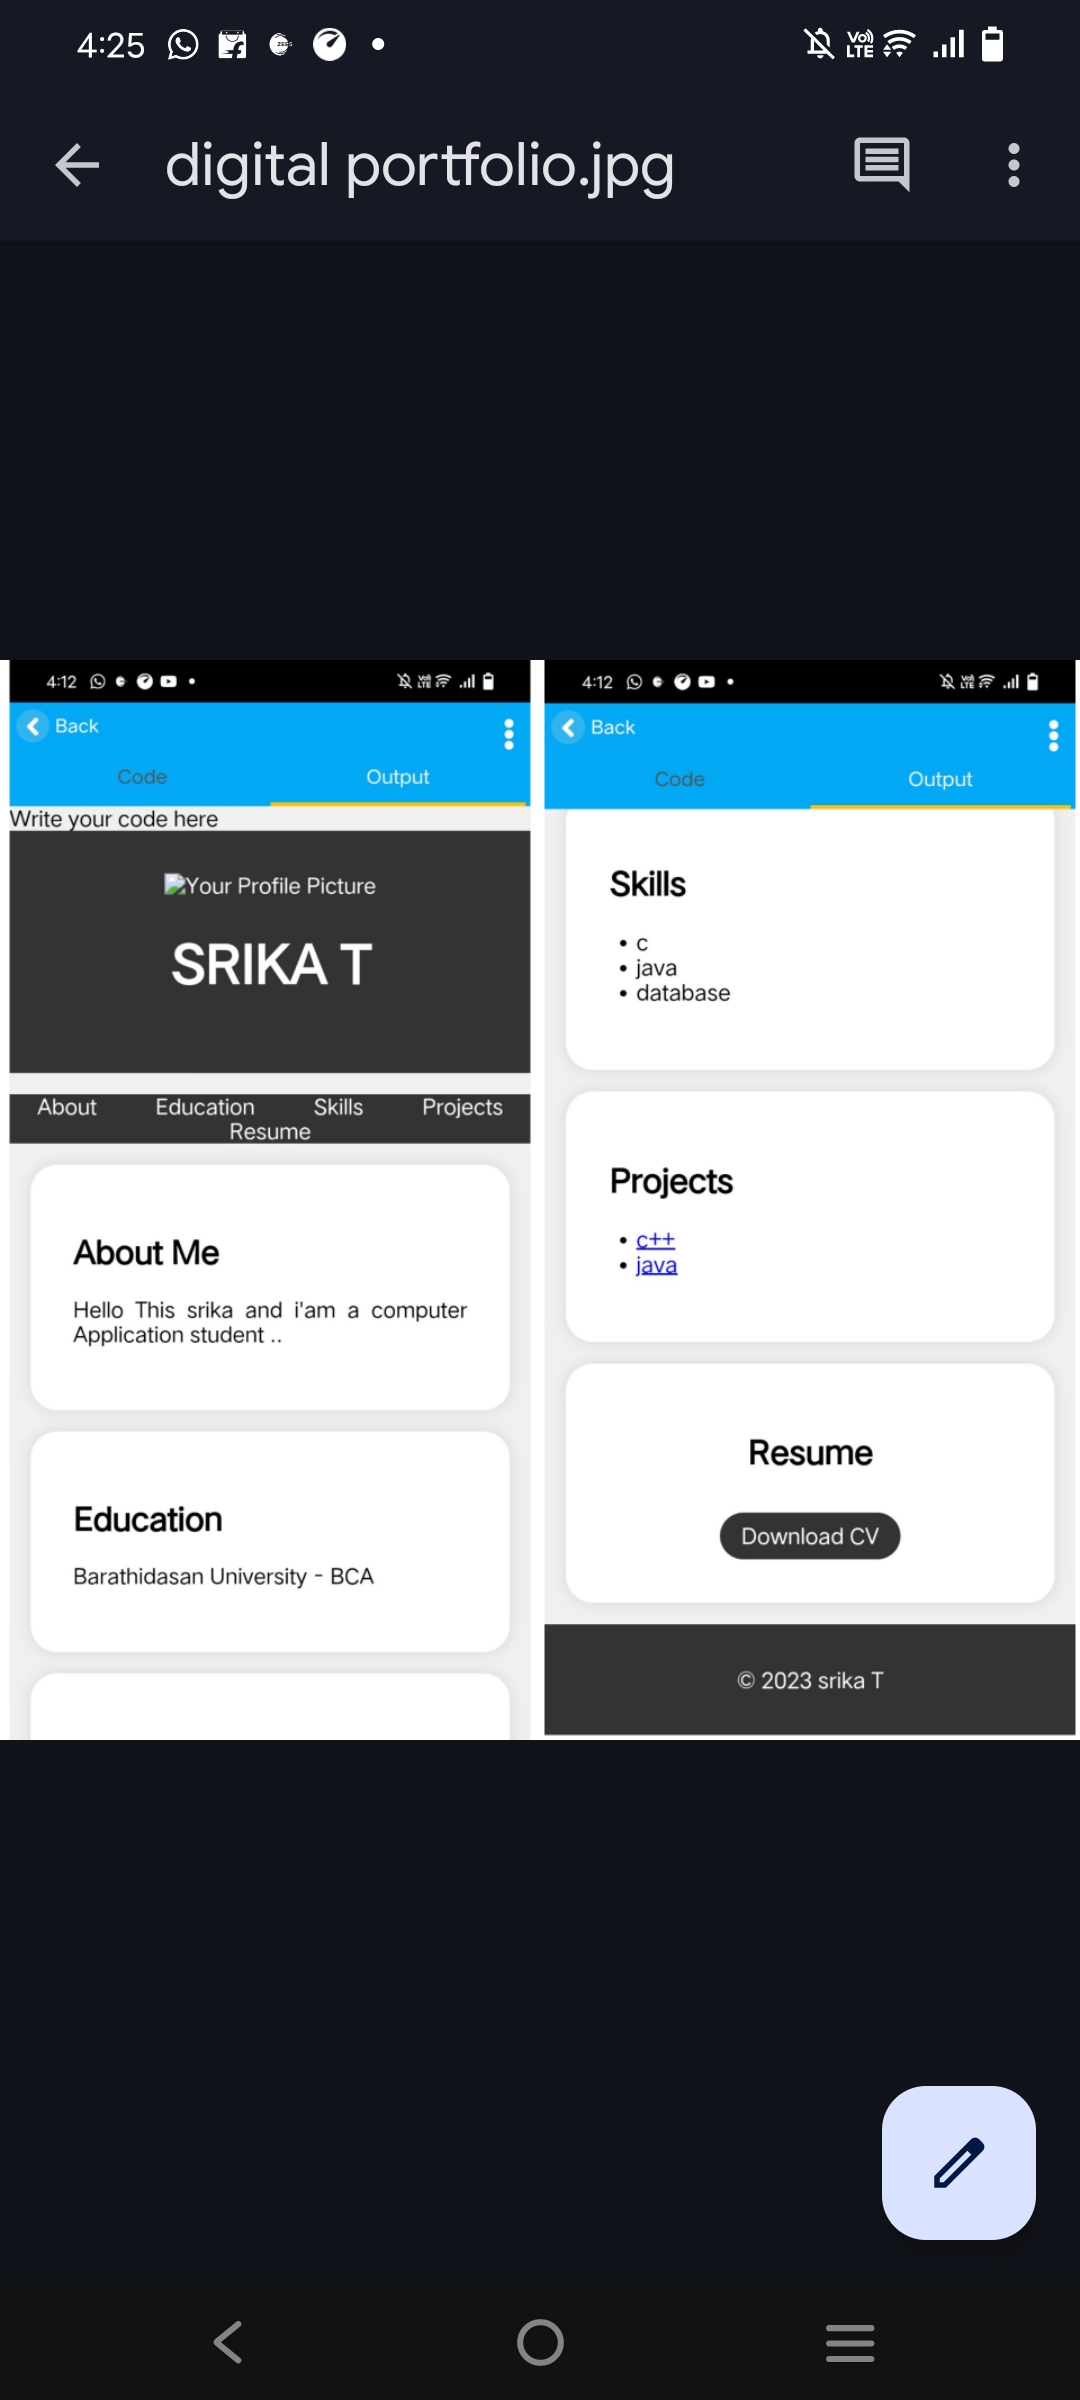 4:25
Vo)) LTE
digital portfolio.jpg
4:12
Back
Code Output
Write your code here
Your Profile Picture
SRIKA T
About Education Skills Projects
Resume
About Me
Hello This srika and i'am a computer
Application student ..
Education
Barathidasan University - BCA
4:12
Back
Code Output
Skills
• c
• java
• database
Projects
• c++
• java
Resume
Download CV
© 2023 srika T